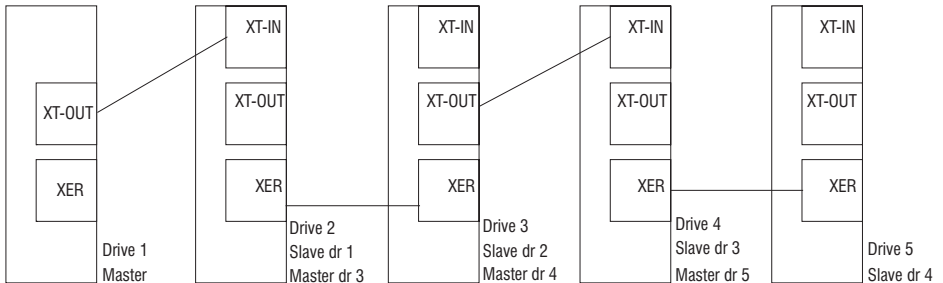 XT-OUT
XER
Drive 1
Master
XT-IN
XT-OUT
XER
Drive 2
Slave dr 1
Master dr 3
XT-IN
XT-OUT
XER
Drive 3
Slave dr 2
Master dr 4
XT-IN
XT-OUT
XER
Drive 4
Slave dr 3
Master dr 5
XT-IN
XT-OUT
XER
Drive 5
Slave dr 4